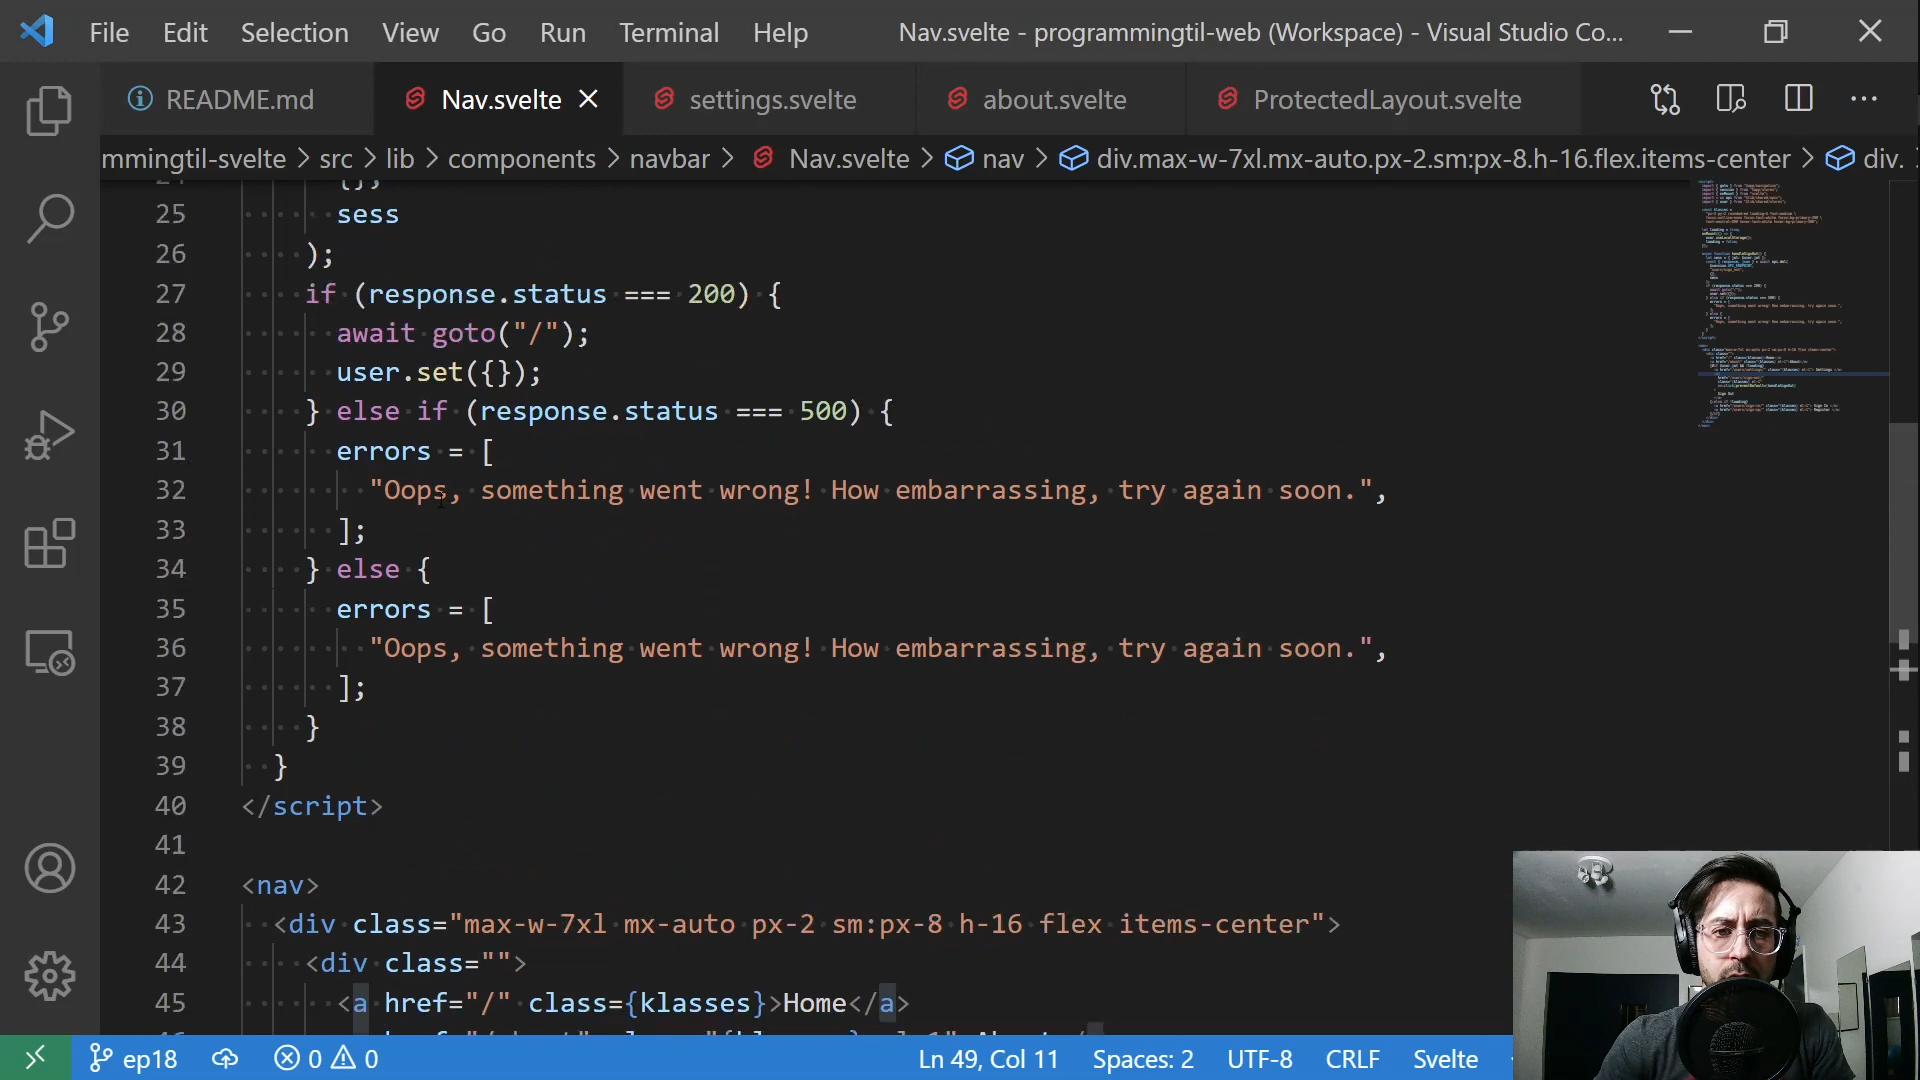 File Edit Selection View Go Run Terminal Help Nav.svelte - programmingtil-web (Workspace) - Visual Studio Co...
README.md Nav.svelte settings.svelte about.svelte ProtectedLayout.svelte
mmingtil-svelte > src > lib > components > navbar > Nav.svelte > nav > div.max-w-7xl.mx-auto.px-2.sm:px-8.h-16.flex.items-center > div.
24 {},
25 sess
26 );
27 if (response.status === 200) {
28 await goto("/");
29 user.set({});
30 } else if (response.status === 500) {
31 errors = [
32 "Oops, something went wrong! How embarrassing, try again soon.",
33 ];
34 } else {
35 errors = [
36 "Oops, something went wrong! How embarrassing, try again soon.",
37 ];
38 }
39 }
40 </script>
41
42 <nav>
43 <div class="max-w-7xl mx-auto px-2 sm:px-8 h-16 flex items-center">
44 <div class="">
45 <a href="/" class={klasses}>Home</a>
ep18 0 0 Ln 49, Col 11 Spaces: 2 UTF-8 CRLF Svelte